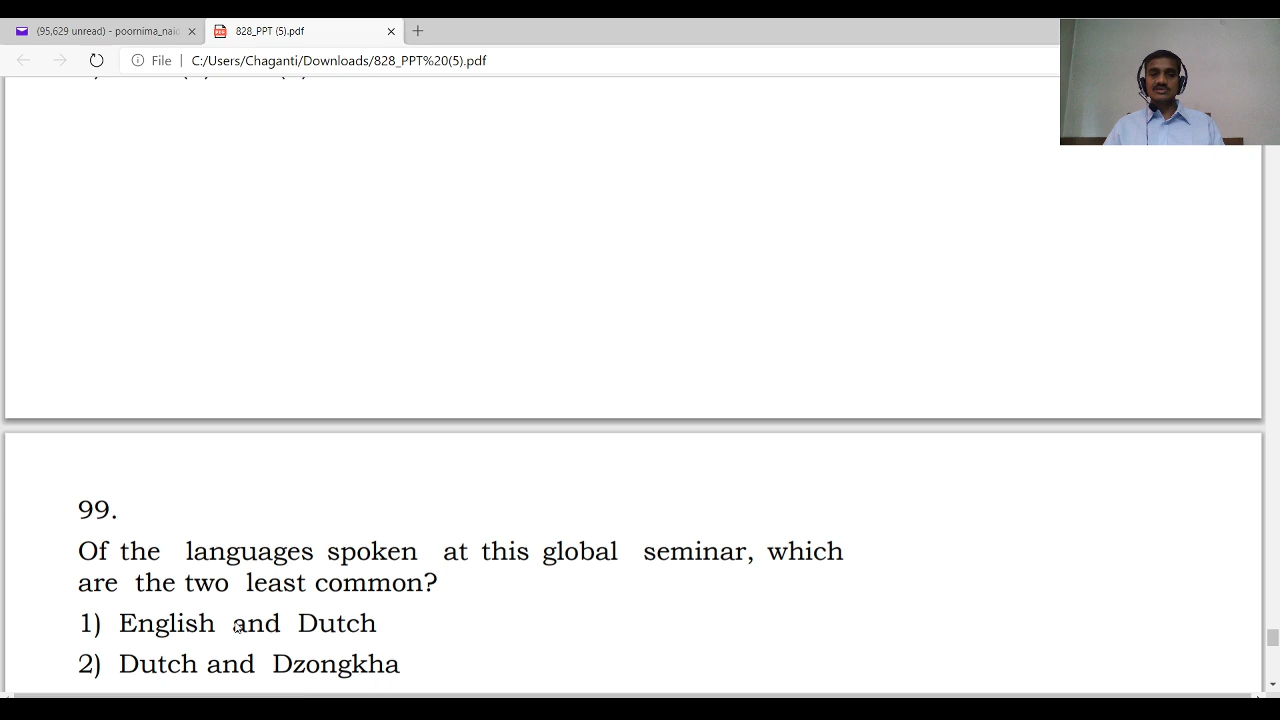 (95,629 unread) - poornima_naid
828_PPT (5).pdf
File
C:/Users/Chaganti/Downloads/828_PPT%20(5).pdf
99.
Of the languages spoken at this global seminar, which
are the two least common?
1) English and Dutch
2) Dutch and Dzongkha